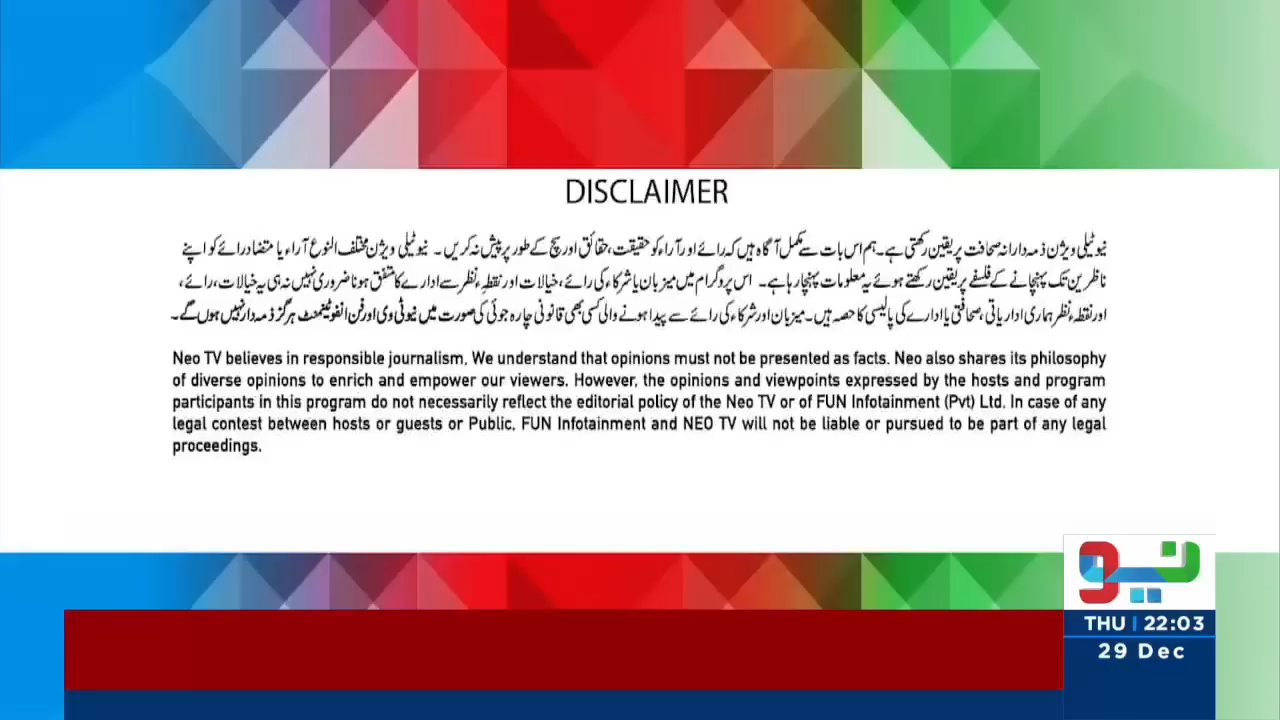 DISCLAIMER
نیو ٹیلی ویژن ذمہ دارانہ صحافت پر یقین رکھتی ہے۔ ہم اس بات سے مکمل آگاہ ہیں کہ رائے اور آراء کو حقیقت، حقائق اور سچ کے طور پر پیش نہ کریں ۔ نیو ٹیلی ویژن مختلف النوع آراء یا متضاد رائے کو اپنے
ناظرین تک پہنچانے کے فلسفے پر یقین رکھتے ہوئے یہ معلومات پہنچا رہا ہے۔ اس پروگرام میں میزبان یا شرکاء کی رائے، خیالات اور نقطہء نظر سے ادارے کا متفق ہونا ضروری نہیں نہ ہی یہ خیالات، رائے،
اور نقطہء نظر ہماری ادارتی، صحافتی یا ادارے کی پالیسی کا حصہ ہیں۔ میزبان اور شرکاء کی رائے سے پیدا ہونے والی کسی بھی قانونی چارہ جوئی کی صورت میں نیو ٹی وی اور فن انفوٹینمنٹ ہرگز ذمہ دار نہیں ہوں گے۔
Neo TV believes in responsible journalism. We understand that opinions must not be presented as facts. Neo also shares its philosophy
of diverse opinions to enrich and empower our viewers. However, the opinions and viewpoints expressed by the hosts and program
participants in this program do not necessarily reflect the editorial policy of the Neo TV or of FUN Infotainment (Pvt) Ltd. In case of any
legal contest between hosts or guests or Public, FUN Infotainment and NEO TV will not be liable or pursued to be part of any legal
proceedings.
نیو
THU | 22:03
29 Dec